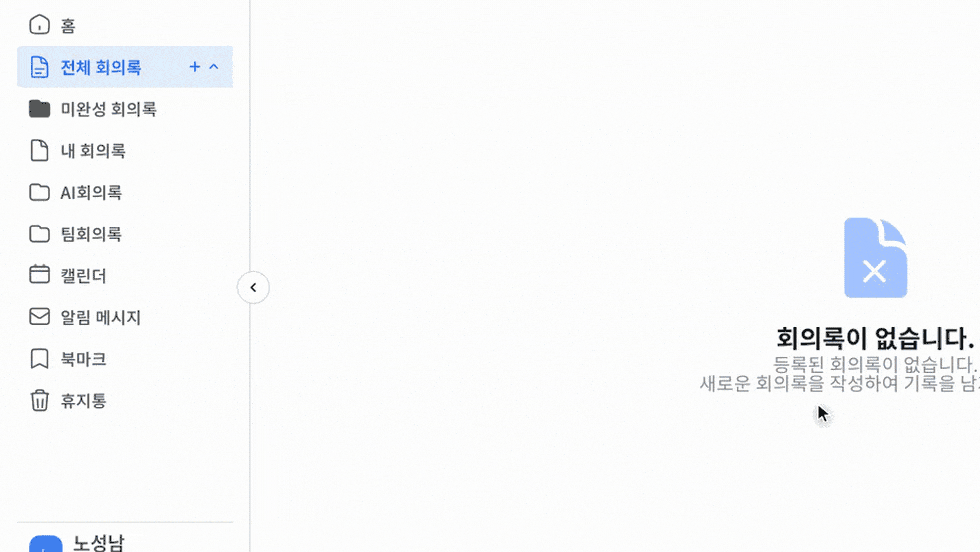 홈
전체 회의록
미완성 회의록
내 회의록
AI회의록
팀회의록
캘린더
알림 메시지
북마크
휴지통
노성남
회의록이 없습니다.
등록된 회의록이 없습니다.
새로운 회의록을 작성하여 기록을